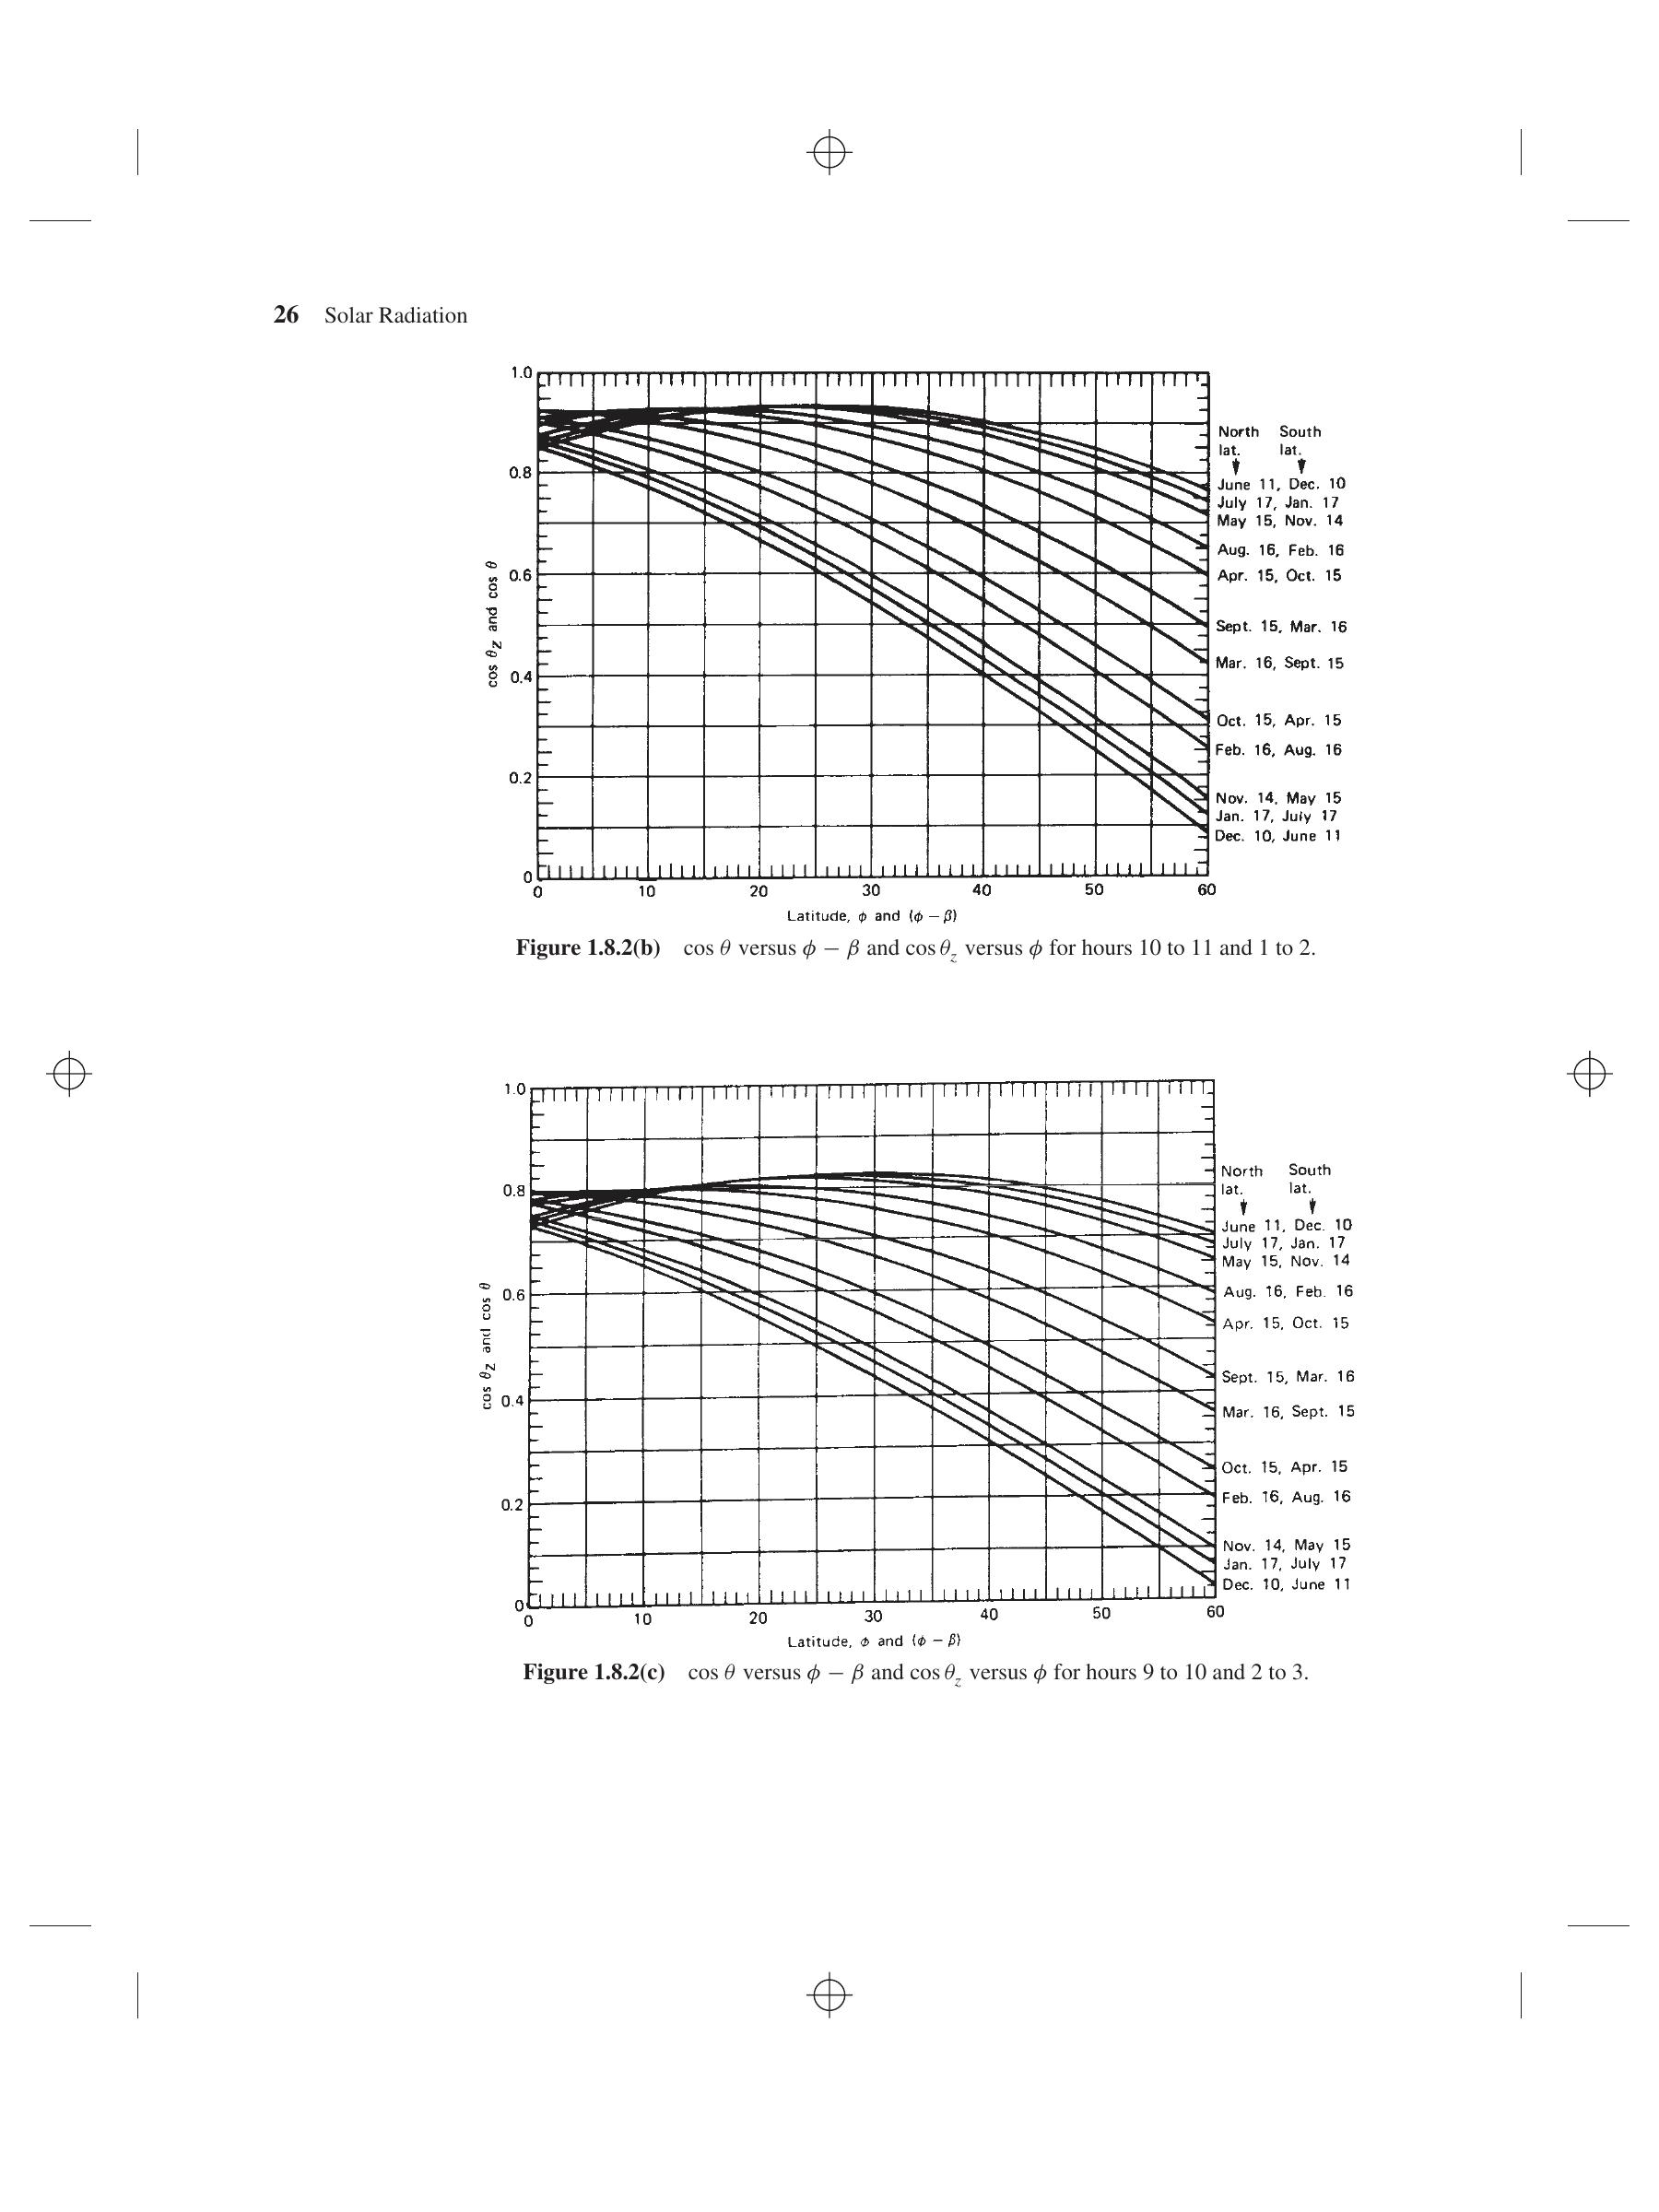 26 Solar Radiation
1.0
0.8
0.6
0.4
0.2
0
cos θz and cos θ
0 10 20 30 40 50 60
Latitude, φ and (φ − β)
North South
lat. lat.
June 11, Dec. 10
July 17, Jan. 17
May 15, Nov. 14
Aug. 16, Feb. 16
Apr. 15, Oct. 15
Sept. 15, Mar. 16
Mar. 16, Sept. 15
Oct. 15, Apr. 15
Feb. 16, Aug. 16
Nov. 14, May 15
Jan. 17, July 17
Dec. 10, June 11
Figure 1.8.2(b) cos θ versus φ − β and cos θz versus φ for hours 10 to 11 and 1 to 2.
1.0
0.8
0.6
0.4
0.2
0
cos θz and cos θ
0 10 20 30 40 50 60
Latitude, φ and (φ − β)
North South
lat. lat.
June 11, Dec. 10
July 17, Jan. 17
May 15, Nov. 14
Aug. 16, Feb. 16
Apr. 15, Oct. 15
Sept. 15, Mar. 16
Mar. 16, Sept. 15
Oct. 15, Apr. 15
Feb. 16, Aug. 16
Nov. 14, May 15
Jan. 17, July 17
Dec. 10, June 11
Figure 1.8.2(c) cos θ versus φ − β and cos θz versus φ for hours 9 to 10 and 2 to 3.